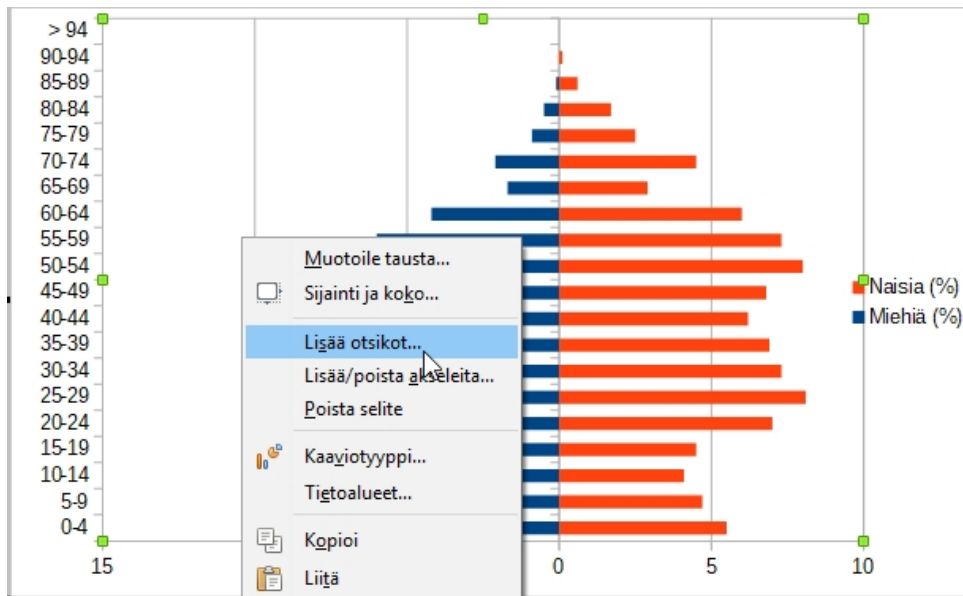 > 94
90-94
85-89
80-84
75-79
70-74
65-69
60-64
55-59
50-54
45-49
40-44
35-39
30-34
25-29
20-24
15-19
10-14
5-9
0-4
15
0
5
10
Naisia (%)
Miehiä (%)
Muotoile tausta...
Sijainti ja koko...
Lisää otsikot...
Lisää/poista akseleita...
Poista selite
Kaaviotyyppi...
Tietoalueet...
Kopioi
Liitä